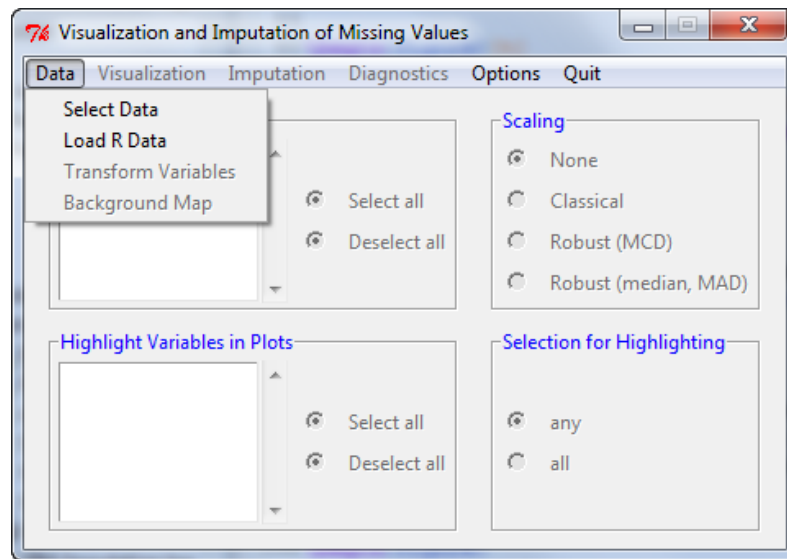 Visualization and Imputation of Missing Values
Data Visualization Imputation Diagnostics Options Quit
Select Data
Load R Data
Transform Variables
Background Map
Select all
Deselect all
Scaling
None
Classical
Robust (MCD)
Robust (median, MAD)
Highlight Variables in Plots
Select all
Deselect all
Selection for Highlighting
any
all